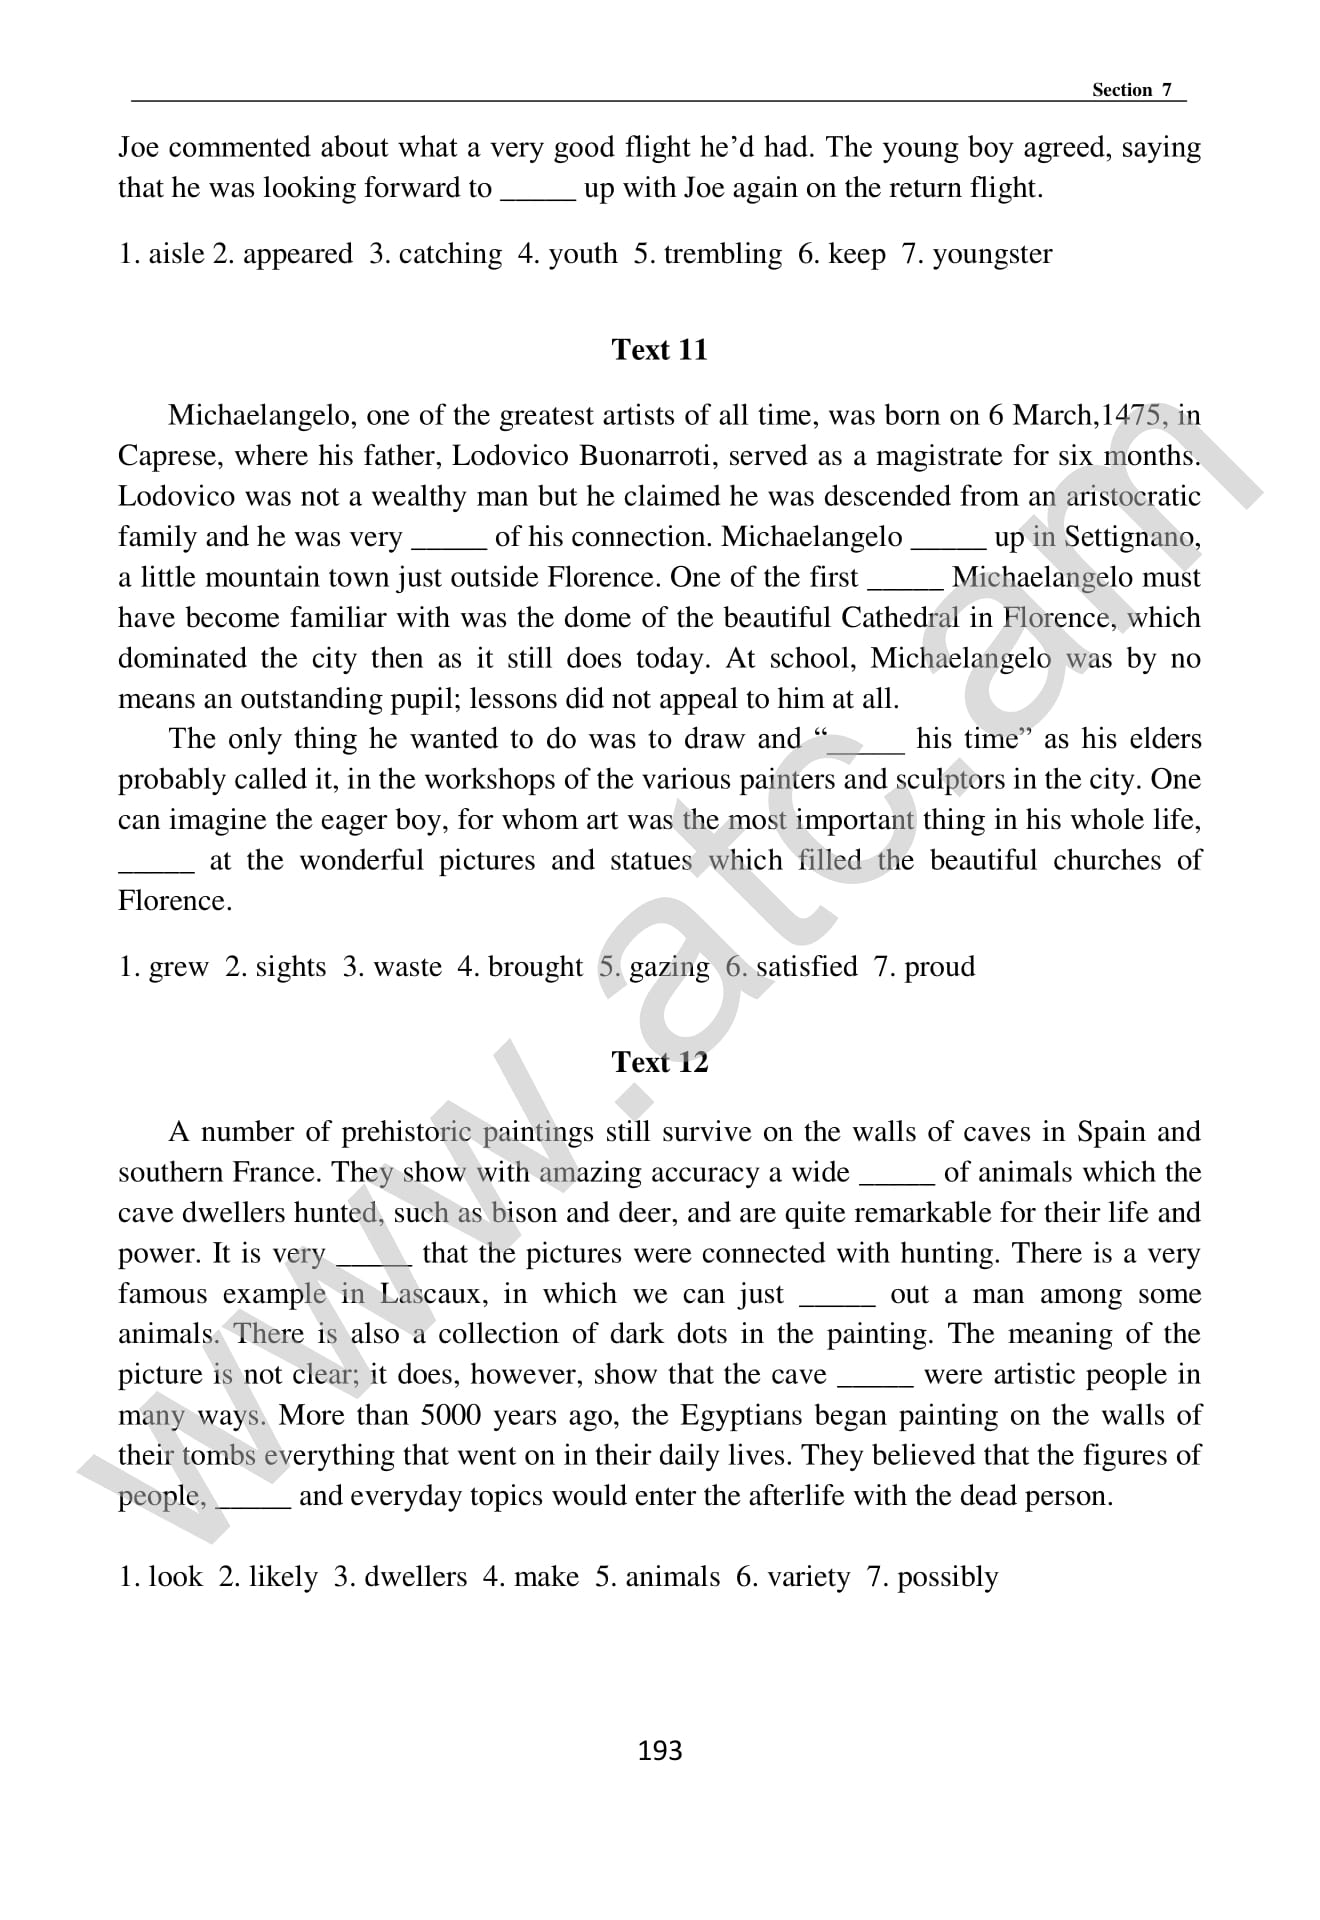 Section 7
Joe commented about what a very good flight he’d had. The young boy agreed, saying
that he was looking forward to _____ up with Joe again on the return flight.
1. aisle 2. appeared 3. catching 4. youth 5. trembling 6. keep 7. youngster
Text 11
Michaelangelo, one of the greatest artists of all time, was born on 6 March,1475, in
Caprese, where his father, Lodovico Buonarroti, served as a magistrate for six months.
Lodovico was not a wealthy man but he claimed he was descended from an aristocratic
family and he was very _____ of his connection. Michaelangelo _____ up in Settignano,
a little mountain town just outside Florence. One of the first _____ Michaelangelo must
have become familiar with was the dome of the beautiful Cathedral in Florence, which
dominated the city then as it still does today. At school, Michaelangelo was by no
means an outstanding pupil; lessons did not appeal to him at all.
The only thing he wanted to do was to draw and “_____ his time” as his elders
probably called it, in the workshops of the various painters and sculptors in the city. One
can imagine the eager boy, for whom art was the most important thing in his whole life,
_____ at the wonderful pictures and statues which filled the beautiful churches of
Florence.
1. grew 2. sights 3. waste 4. brought 5. gazing 6. satisfied 7. proud
Text 12
A number of prehistoric paintings still survive on the walls of caves in Spain and
southern France. They show with amazing accuracy a wide _____ of animals which the
cave dwellers hunted, such as bison and deer, and are quite remarkable for their life and
power. It is very _____ that the pictures were connected with hunting. There is a very
famous example in Lascaux, in which we can just _____ out a man among some
animals. There is also a collection of dark dots in the painting. The meaning of the
picture is not clear; it does, however, show that the cave _____ were artistic people in
many ways. More than 5000 years ago, the Egyptians began painting on the walls of
their tombs everything that went on in their daily lives. They believed that the figures of
people, _____ and everyday topics would enter the afterlife with the dead person.
1. look 2. likely 3. dwellers 4. make 5. animals 6. variety 7. possibly
193
www.atc.am